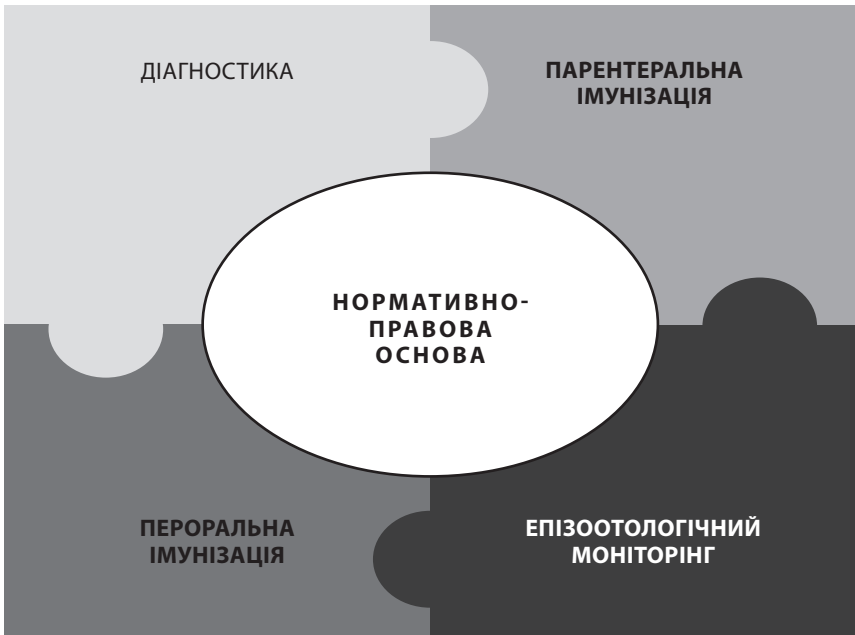 ДІАГНОСТИКА
ПАРЕНТЕРАЛЬНА
ІМУНІЗАЦІЯ
НОРМАТИВНО-
ПРАВОВА
ОСНОВА
ПЕРОРАЛЬНА
ІМУНІЗАЦІЯ
ЕПІЗООТОЛОГІЧНИЙ
МОНІТОРІНГ